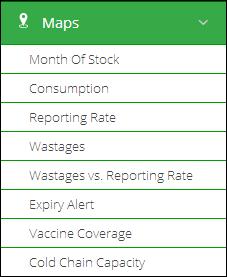 Maps
Month Of Stock
Consumption
Reporting Rate
Wastages
Wastages vs. Reporting Rate
Expiry Alert
Vaccine Coverage
Cold Chain Capacity